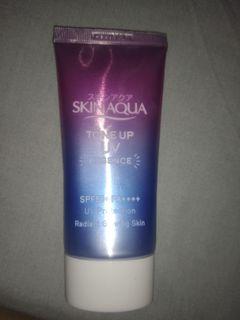 スキンアクア
SKIN AQUA
TONE UP
UV
ESSENCE
SPF50+ PA++++
UV Protection
Radiant Glowing Skin